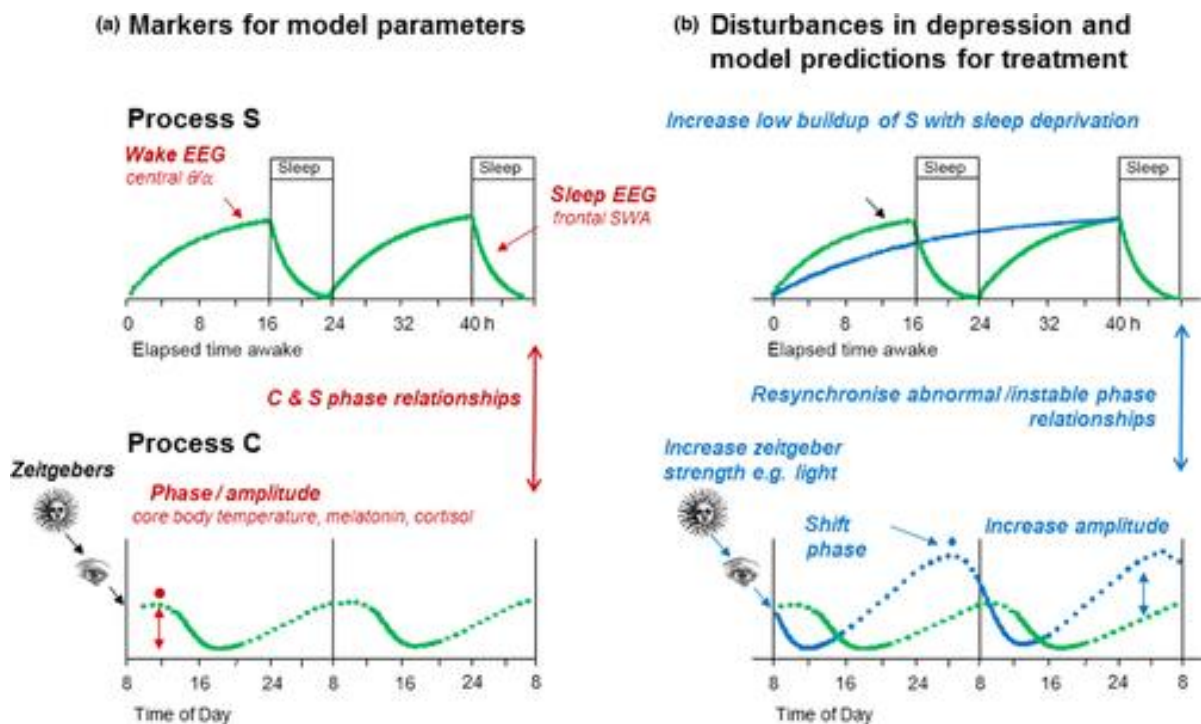 (a) Markers for model parameters
Process S
Wake EEG
central θ/α
Sleep
Sleep
Sleep EEG
frontal SWA
0 8 16 24 32 40 h
Elapsed time awake
C & S phase relationships
Process C
Zeitgebers
Phase / amplitude
core body temperature, melatonin, cortisol
8 16 24 8 16 24 8
Time of Day
(b) Disturbances in depression and
model predictions for treatment
Increase low buildup of S with sleep deprivation
Sleep
Sleep
0 8 16 24 32 40 h
Elapsed time awake
Resynchronise abnormal /instable phase
relationships
Increase zeitgeber
strength e.g. light
Shift
phase
Increase amplitude
8 16 24 8 16 24 8
Time of Day